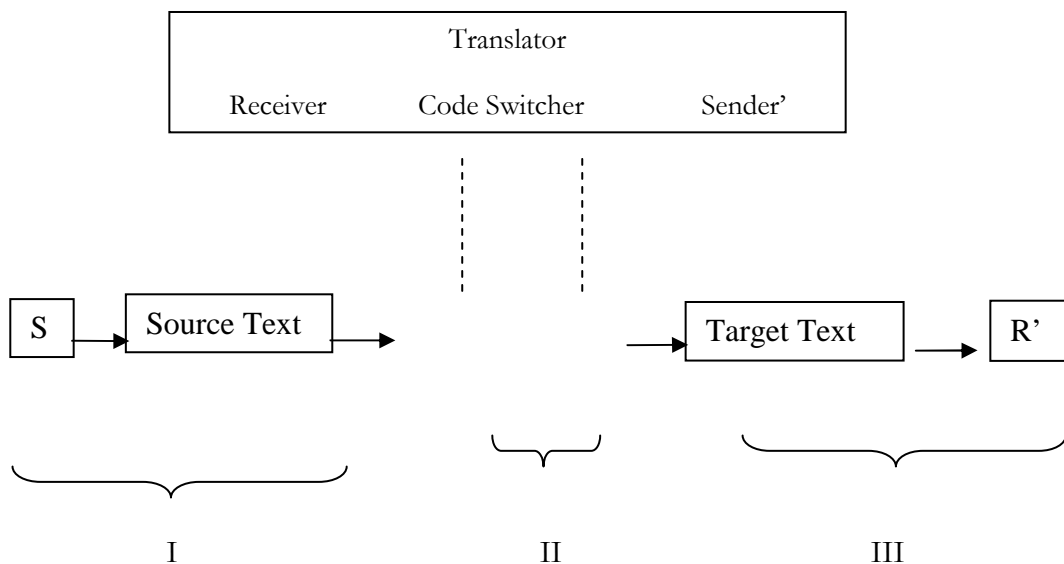 Translator
Receiver Code Switcher Sender’
S Source Text Target Text R’
I II III